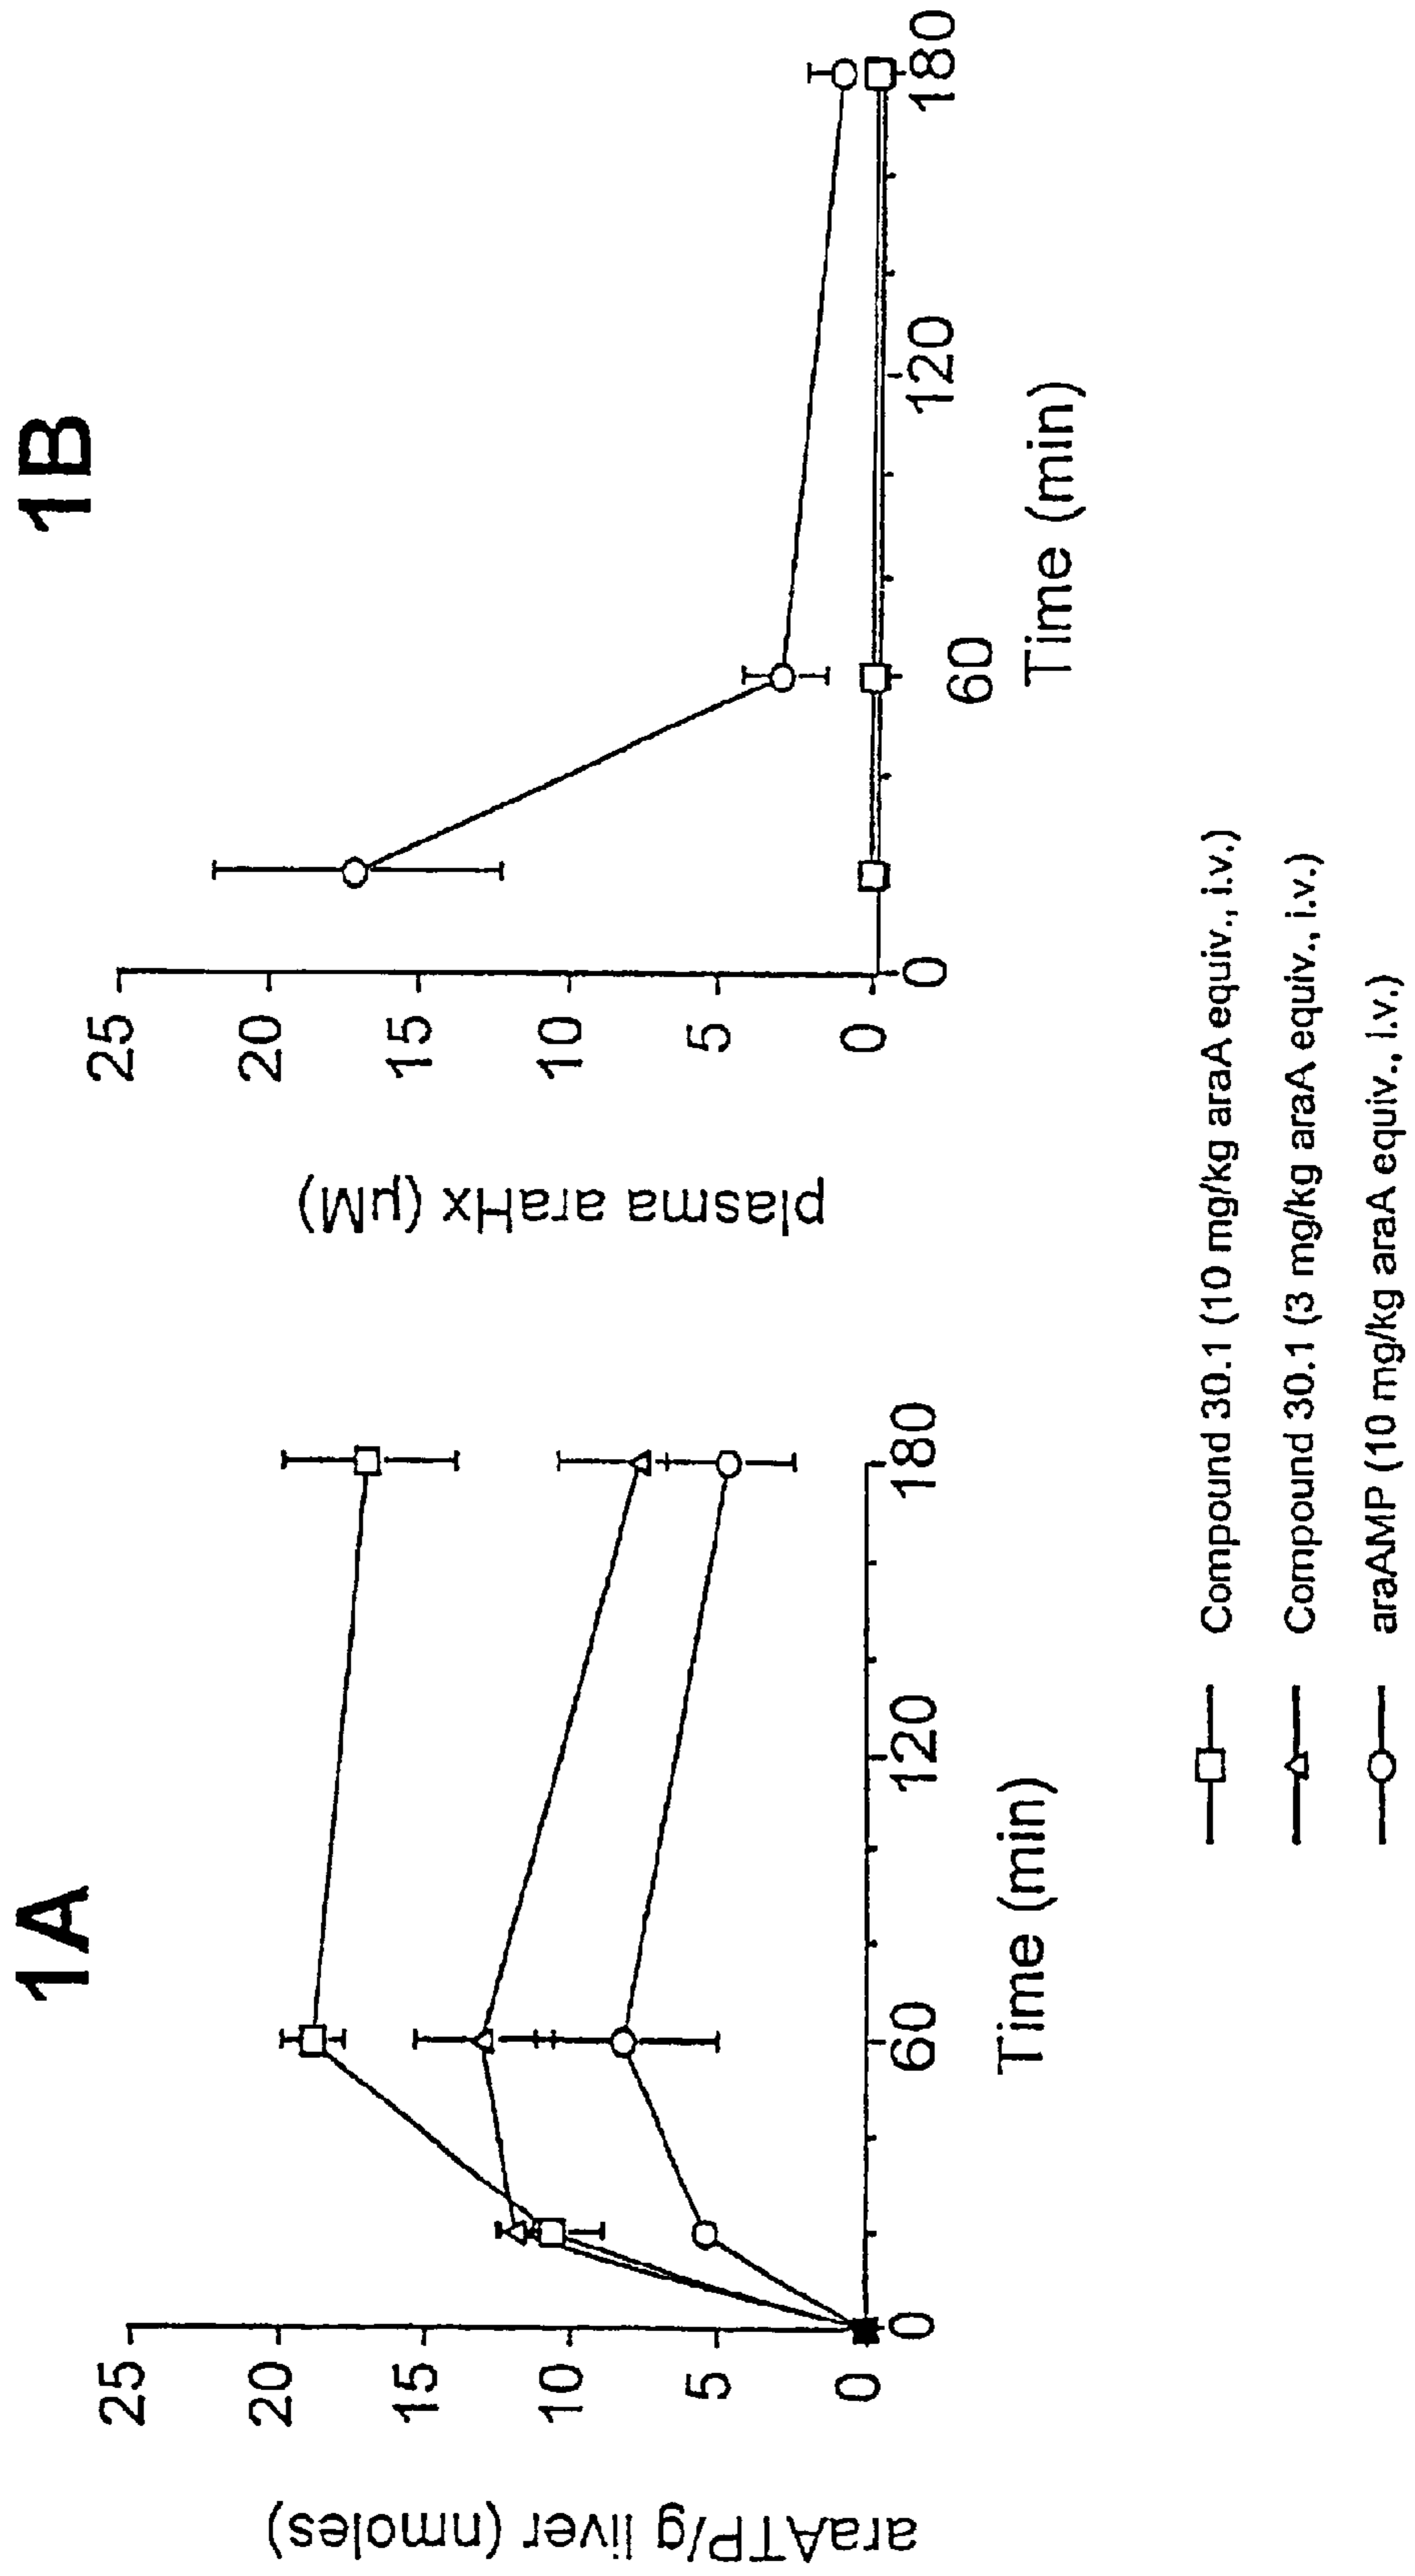 1A
araATP/g liver (nmoles)
25
20
15
10
5
0
0
60
120
180
Time (min)
1B
plasma araHx (µM)
25
20
15
10
5
0
0
60
120
180
Time (min)
Compound 30.1 (10 mg/kg araA equiv., i.v.)
Compound 30.1 (3 mg/kg araA equiv., i.v.)
araAMP (10 mg/kg araA equiv., i.v.)